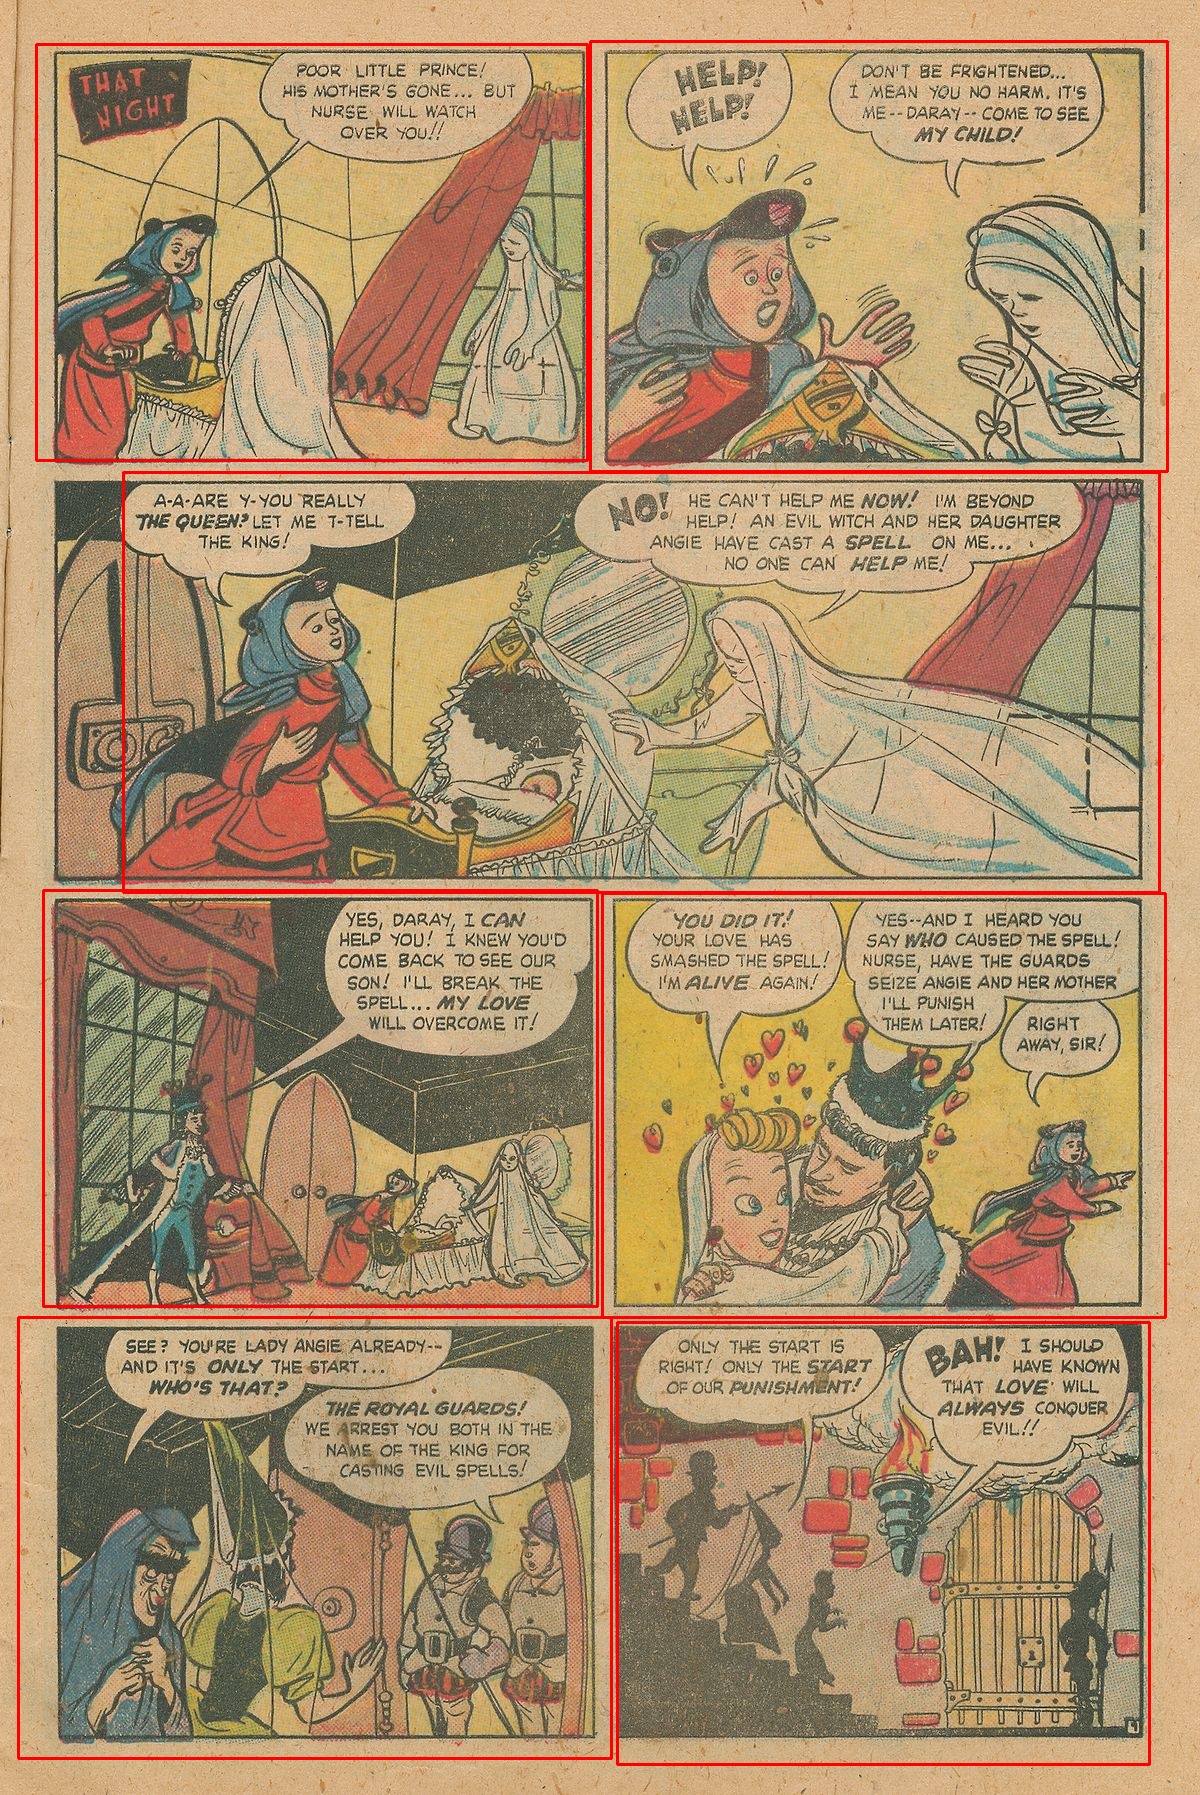 THAT
NIGHT
POOR LITTLE PRINCE!
HIS MOTHER'S GONE... BUT
NURSE WILL WATCH
OVER YOU!!
HELP!
HELP!
DON'T BE FRIGHTENED...
I MEAN YOU NO HARM. IT'S
ME--DARAY--COME TO SEE
MY CHILD!
A-A-ARE Y-YOU REALLY
THE QUEEN? LET ME T-TELL
THE KING!
NO! HE CAN'T HELP ME NOW! I'M BEYOND
HELP! AN EVIL WITCH AND HER DAUGHTER
ANGIE HAVE CAST A SPELL ON ME...
NO ONE CAN HELP ME!
YES, DARAY, I CAN
HELP YOU! I KNEW YOU'D
COME BACK TO SEE OUR
SON! I'LL BREAK THE
SPELL... MY LOVE
WILL OVERCOME IT!
YOU DID IT!
YOUR LOVE HAS
SMASHED THE SPELL!
I'M ALIVE AGAIN!
YES--AND I HEARD YOU
SAY WHO CAUSED THE SPELL!
NURSE, HAVE THE GUARDS
SEIZE ANGIE AND HER MOTHER
I'LL PUNISH
THEM LATER!
RIGHT
AWAY, SIR!
SEE? YOU'RE LADY ANGIE ALREADY--
AND IT'S ONLY THE START...
WHO'S THAT?
THE ROYAL GUARDS!
WE ARREST YOU BOTH IN THE
NAME OF THE KING FOR
CASTING EVIL SPELLS!
ONLY THE START IS
RIGHT! ONLY THE START
OF OUR PUNISHMENT!
BAH! I SHOULD
HAVE KNOWN
THAT LOVE WILL
ALWAYS CONQUER
EVIL!!